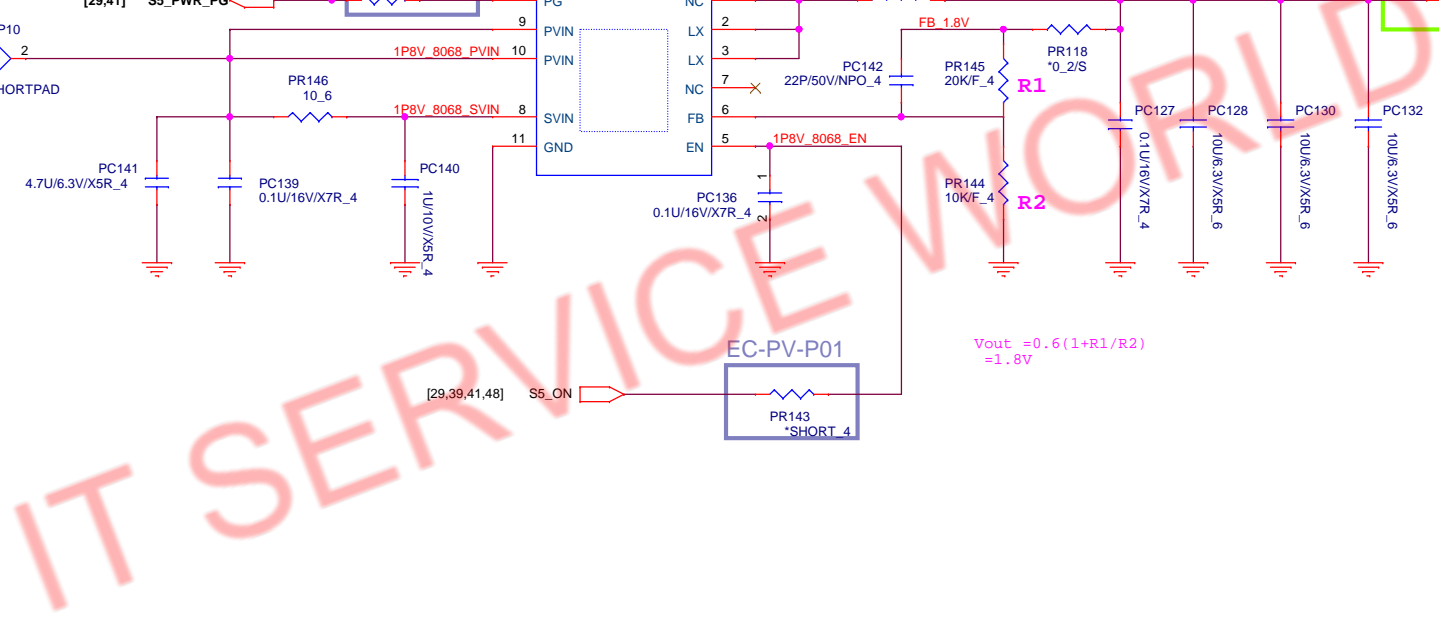 [29,41] S5_PWR_PG
PG
NC
9
PVIN
2
LX
FB_1.8V
P10
2
1P8V_8068_PVIN
10
PVIN
3
LX
PR118
*0_2/S
HORTPAD
PR146
10_6
7
NC
PC142
22P/50V/NPO_4
PR145
20K/F_4
R1
1P8V_8068_SVIN
8
SVIN
6
FB
PC127
0.1U/16V/X7R_4
PC128
10U/6.3V/X5R_6
PC130
10U/6.3V/X5R_6
PC132
10U/6.3V/X5R_6
11
GND
5
EN
1P8V_8068_EN
PC141
4.7U/6.3V/X5R_4
PC139
0.1U/16V/X7R_4
PC140
1U/10V/X5R_4
1
PC136
0.1U/16V/X7R_4
2
PR144
10K/F_4
R2
Vout =0.6(1+R1/R2)
=1.8V
EC-PV-P01
[29,39,41,48] S5_ON
PR143
*SHORT_4
IT SERVICE WORLD